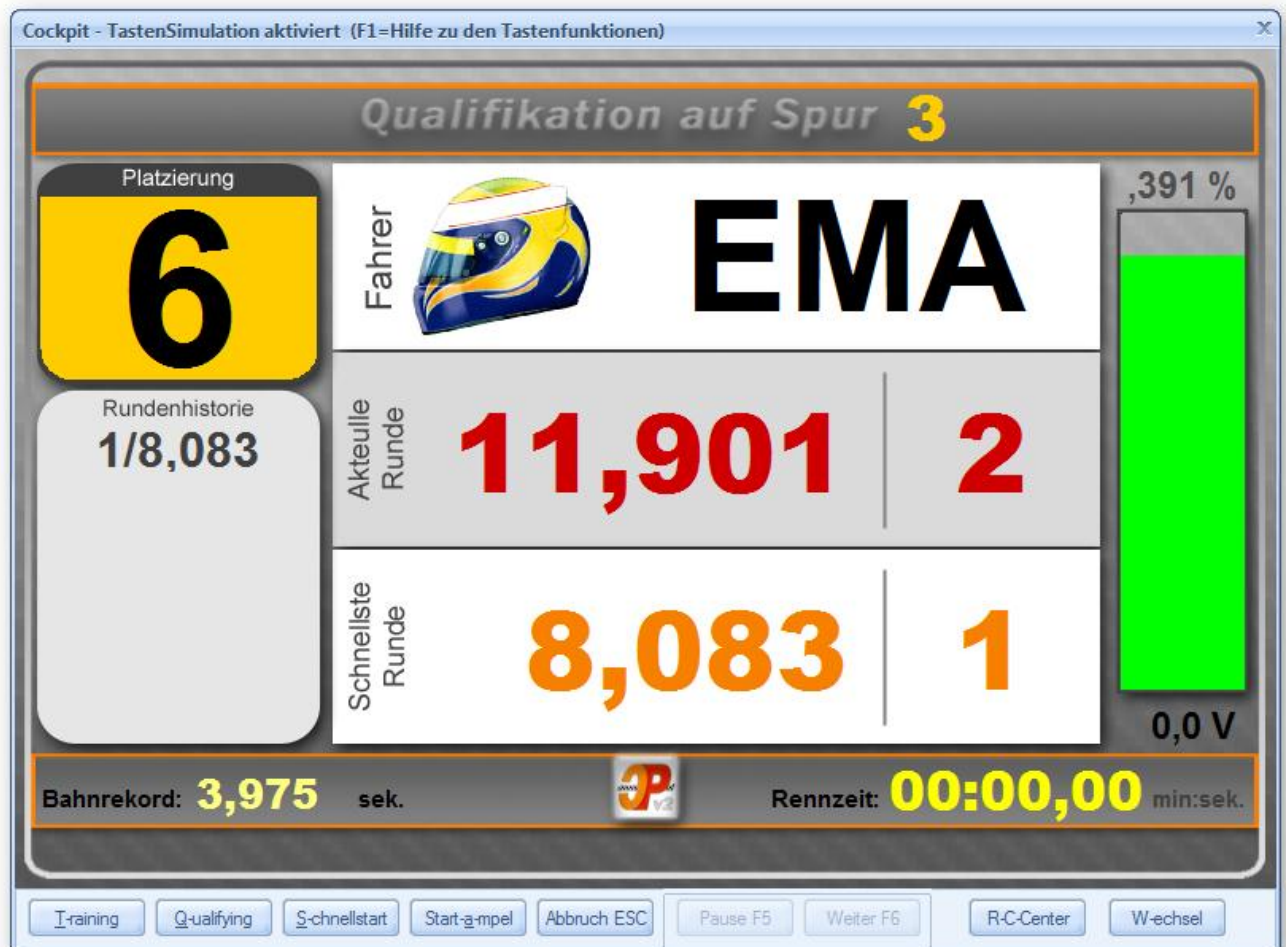 Cockpit - TastenSimulation aktiviert (F1=Hilfe zu den Tastenfunktionen)
x
Qualifikation auf Spur 3
Platzierung
6
Fahrer
EMA
,391 %
Rundenhistorie
1/8,083
Akteulle
Runde
11,901
2
Schnellste
Runde
8,083
1
0,0 V
Bahnrekord: 3,975 sek.
P
v2
Rennzeit: 00:00,00 min:sek.
T-raining
Q-ualifying
S-chnellstart
Start-a-mpel
Abbruch ESC
Pause F5
Weiter F6
R-C-Center
W-echsel